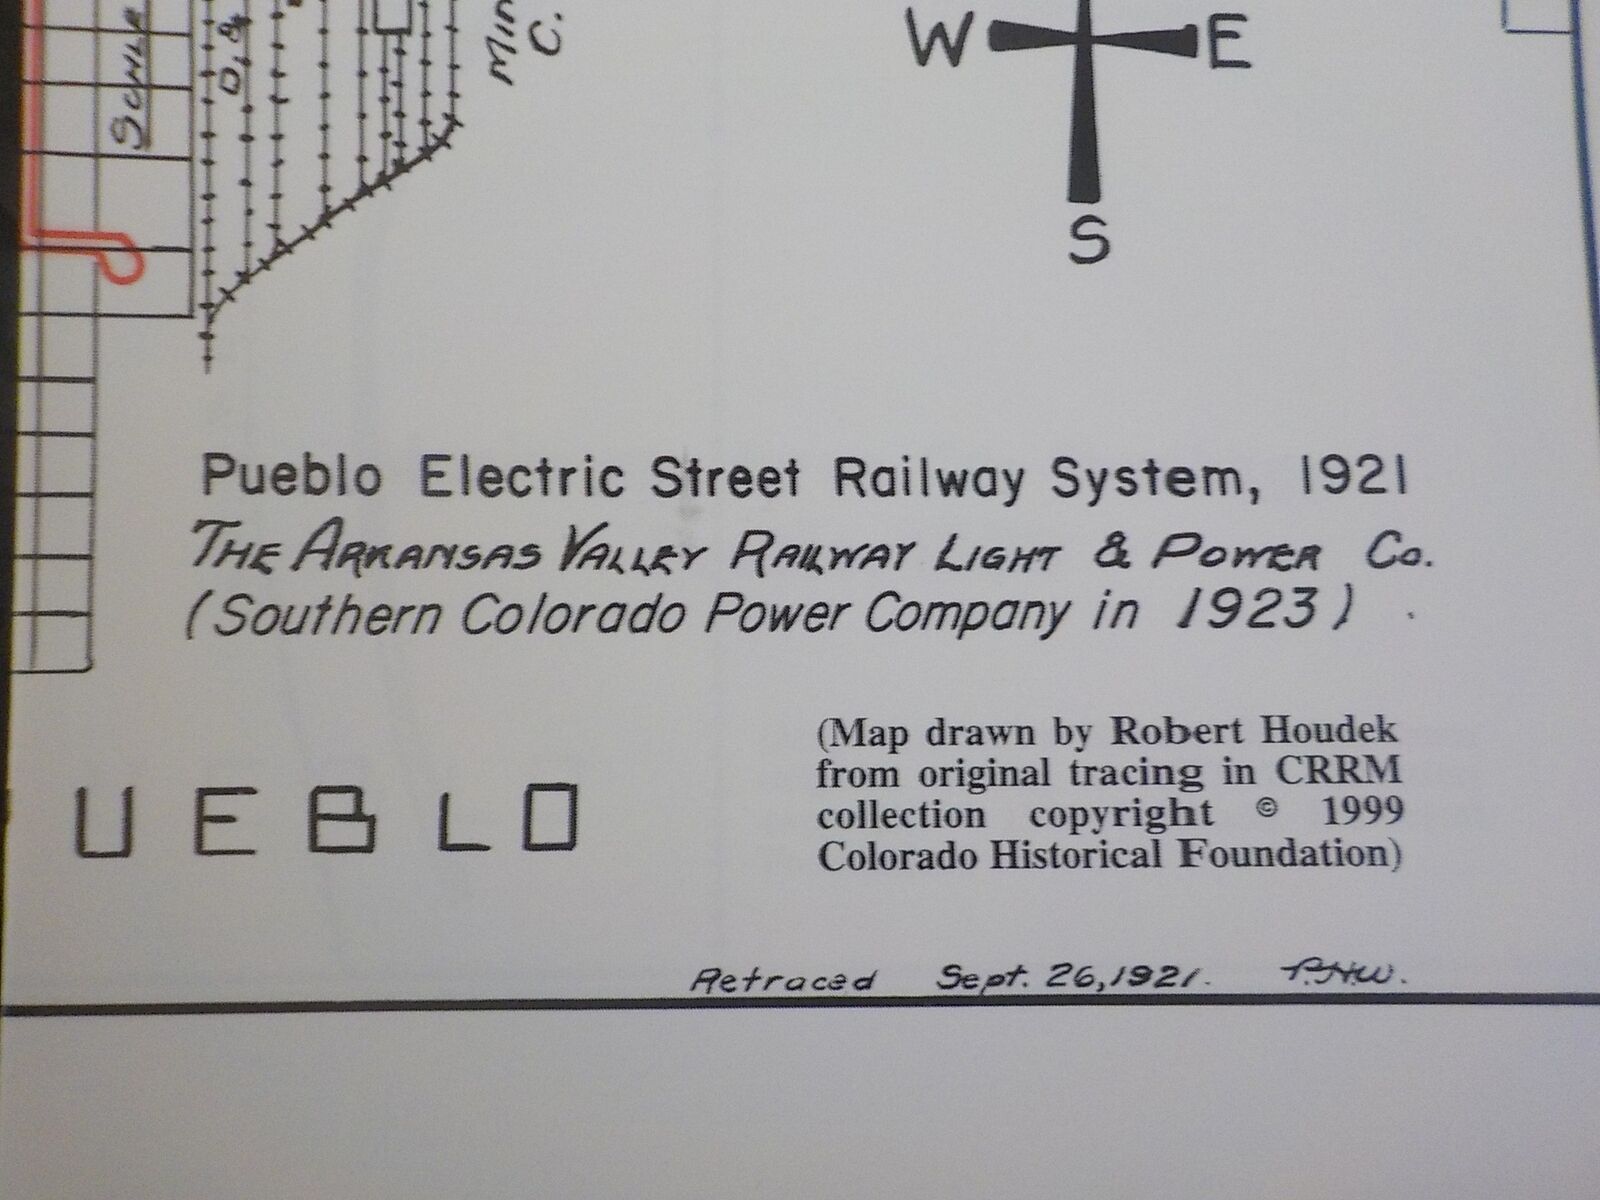 W E
S
Pueblo Electric Street Railway System, 1921
THE ARKANSAS VALLEY RAILWAY LIGHT & POWER Co.
(Southern Colorado Power Company in 1923)
(Map drawn by Robert Houdek
from original tracing in CRRM
collection copyright © 1999
Colorado Historical Foundation)
UEBLO
Retraced Sept. 26, 1921.